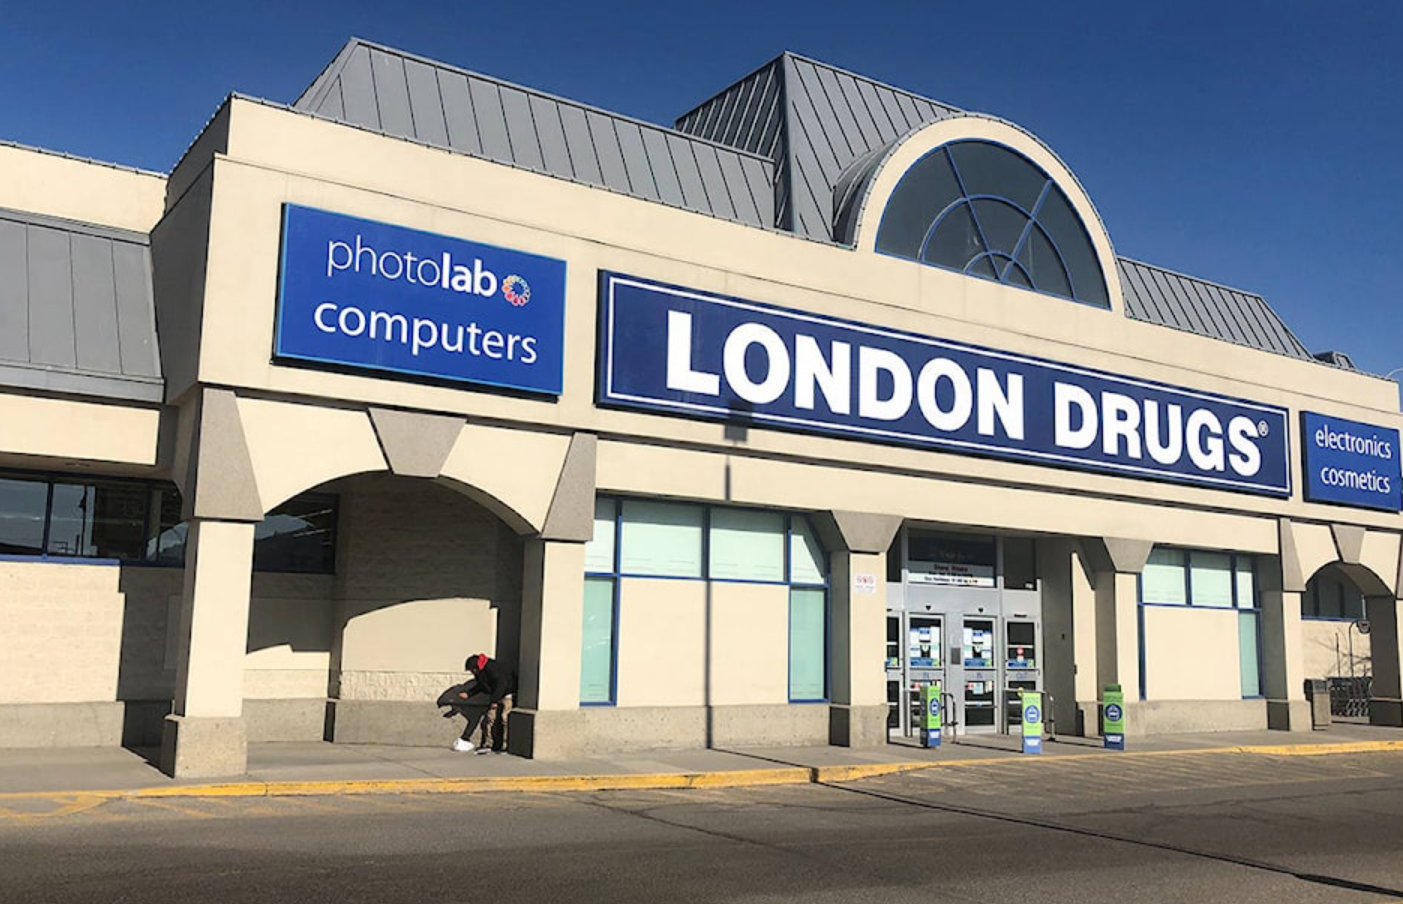 photolab
computers
LONDON DRUGS®
electronics
cosmetics